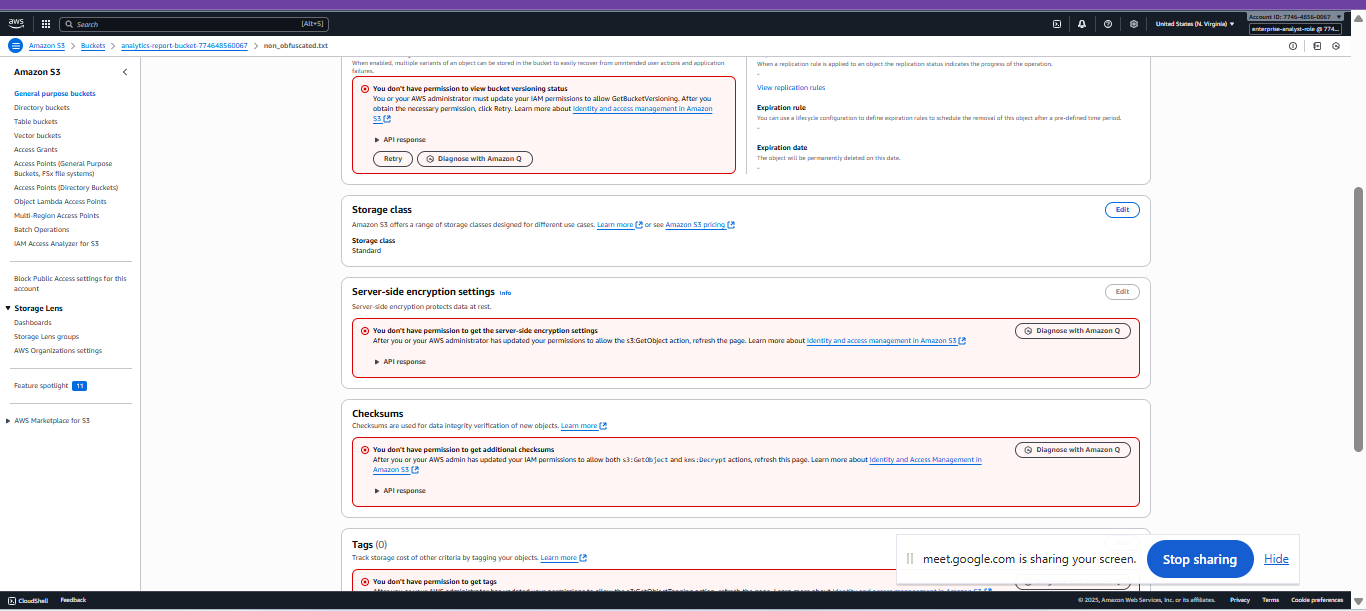 aws
Search
[Alt+S]
United States (N. Virginia)
Account ID: 7746-4856-0067
enterprise-analyst-role @ 774...
Amazon S3
Buckets
analytics-report-bucket-774648560067
non_obfuscated.txt
Amazon S3
General purpose buckets
Directory buckets
Table buckets
Vector buckets
Access Grants
Access Points (General Purpose
Buckets, FSx file systems)
Access Points (Directory Buckets)
Object Lambda Access Points
Multi-Region Access Points
Batch Operations
IAM Access Analyzer for S3
Block Public Access settings for this
account
Storage Lens
Dashboards
Storage Lens groups
AWS Organizations settings
Feature spotlight 11
AWS Marketplace for S3
When enabled, multiple variants of an object can be stored in the bucket to easily recover from unintended user actions and application
failures.
You don't have permission to view bucket versioning status
You or your AWS administrator must update your IAM permissions to allow GetBucketVersioning. After you
obtain the necessary permission, click Retry. Learn more about Identity and access management in Amazon
S3
API response
Retry
Diagnose with Amazon Q
When a replication rule is applied to an object the replication status indicates the progress of the operation.
-
View replication rules
Expiration rule
You can use a lifecycle configuration to define expiration rules to schedule the removal of this object after a pre-defined time period.
-
Expiration date
The object will be permanently deleted on this date.
-
Storage class
Edit
Amazon S3 offers a range of storage classes designed for different use cases. Learn more or see Amazon S3 pricing
Storage class
Standard
Server-side encryption settings Info
Edit
Server-side encryption protects data at rest.
You don't have permission to get the server-side encryption settings
After you or your AWS administrator has updated your permissions to allow the s3:GetObject action, refresh the page. Learn more about Identity and access management in Amazon S3
Diagnose with Amazon Q
API response
Checksums
Checksums are used for data integrity verification of new objects. Learn more
You don't have permission to get additional checksums
After you or your AWS admin has updated your IAM permissions to allow both s3:GetObject and kms:Decrypt actions, refresh this page. Learn more about Identity and Access Management in
Amazon S3
Diagnose with Amazon Q
API response
Tags (0)
Track storage cost of other criteria by tagging your objects. Learn more
You don't have permission to get tags
meet.google.com is sharing your screen.
Stop sharing
Hide
CloudShell
Feedback
© 2025, Amazon Web Services, Inc. or its affiliates.
Privacy
Terms
Cookie preferences